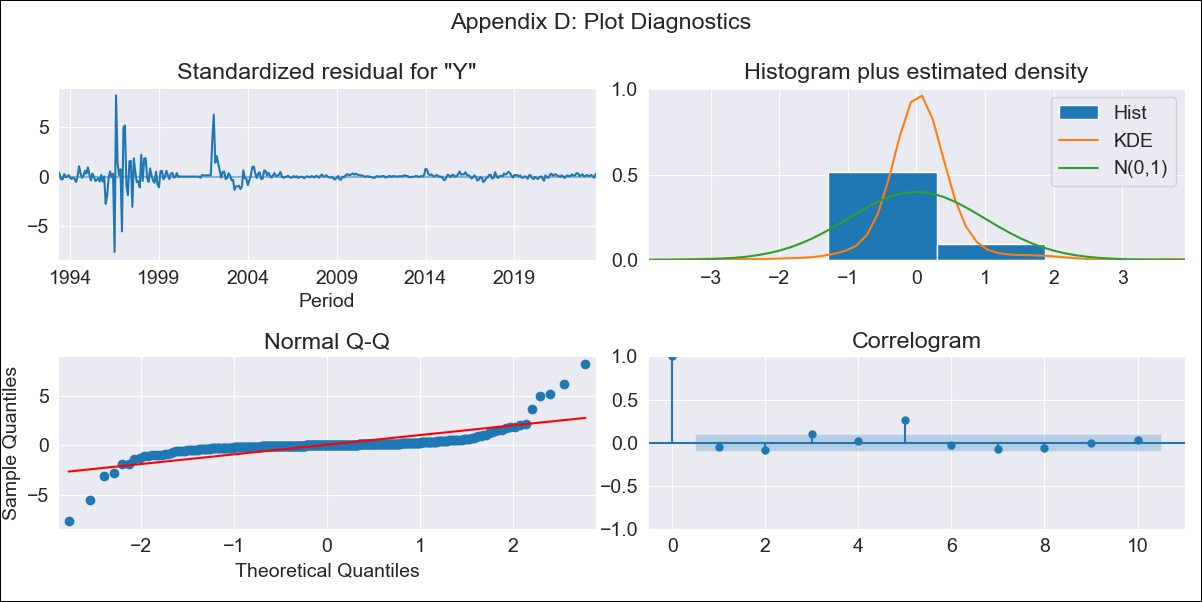 Appendix D: Plot Diagnostics
Standardized residual for "Y"
5
0
−5
1994 1999 2004 2009 2014 2019
Period
Histogram plus estimated density
1.0
0.5
0.0
−3 −2 −1 0 1 2 3
Hist
KDE
N(0,1)
Normal Q-Q
Sample Quantiles
5
0
−5
−2 −1 0 1 2
Theoretical Quantiles
Correlogram
1.0
0.5
0.0
−0.5
−1.0
0 2 4 6 8 10